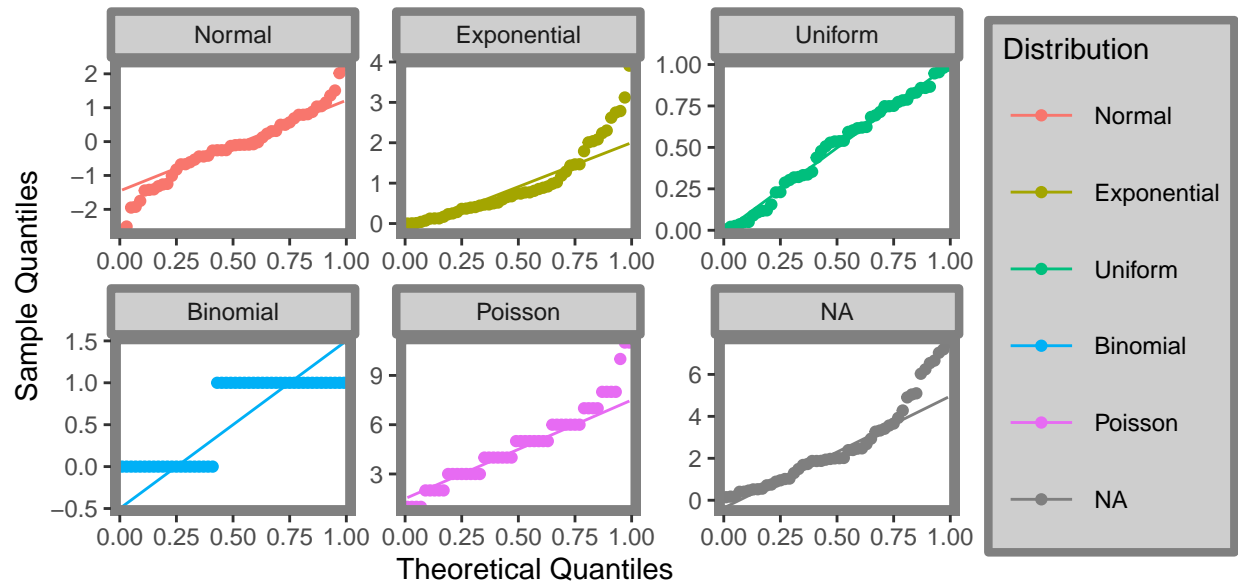 Normal Exponential Uniform
2
1
0
−1
−2
4
3
2
1
0
1.00
0.75
0.50
0.25
0.00
0.00 0.25 0.50 0.75 1.00 0.00 0.25 0.50 0.75 1.00 0.00 0.25 0.50 0.75 1.00
Binomial Poisson NA
1.5
1.0
0.5
0.0
−0.5
9
6
3
6
4
2
0
0.00 0.25 0.50 0.75 1.00 0.00 0.25 0.50 0.75 1.00 0.00 0.25 0.50 0.75 1.00
Theoretical Quantiles
Sample Quantiles
Distribution
Normal
Exponential
Uniform
Binomial
Poisson
NA